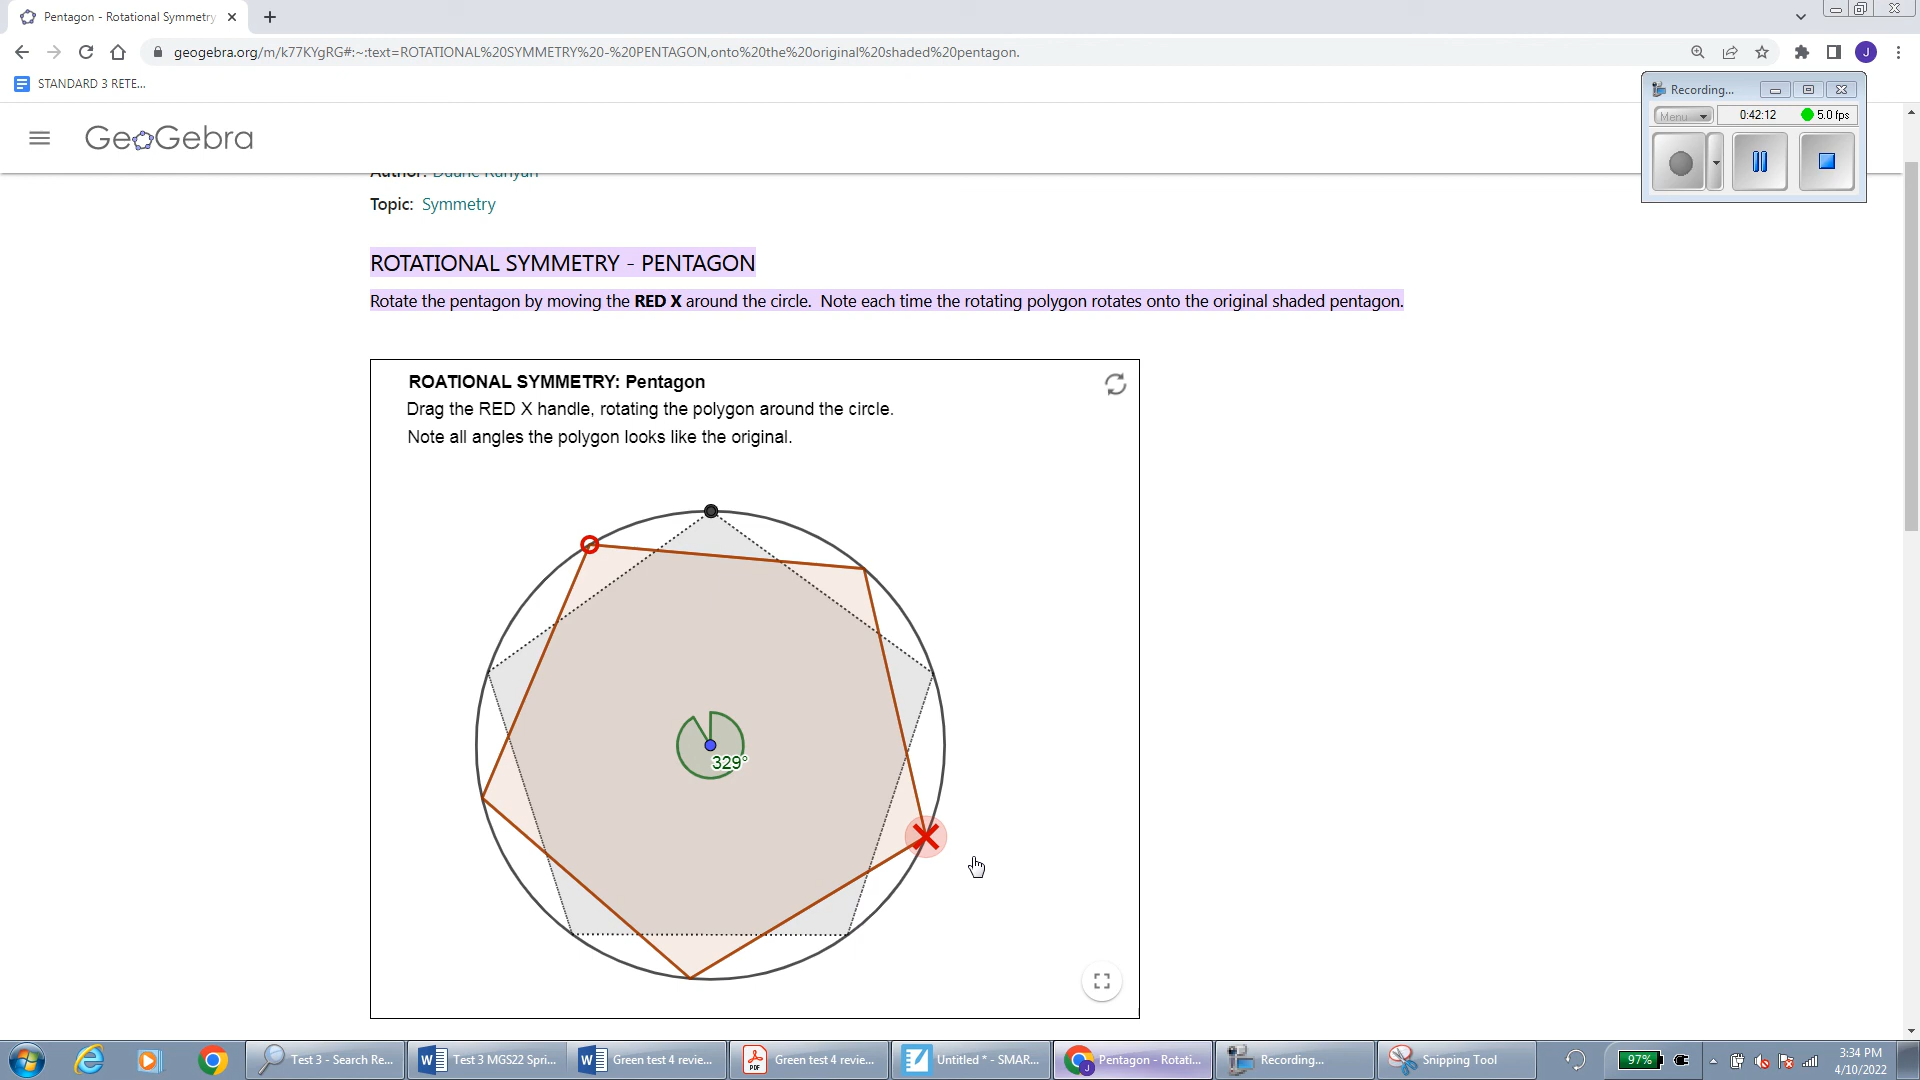 Pentagon - Rotational Symmetry
geogebra.org/m/k77KYgRG#:~:text=ROTATIONAL%20SYMMETRY%20-%20PENTAGON,onto%20the%20original%20shaded%20pentagon.
J
STANDARD 3 RETE...
Recording...
Menu
0:42:12
5.0 fps
GeoGebra
Author: Duane Runyan
Topic: Symmetry
ROTATIONAL SYMMETRY - PENTAGON
Rotate the pentagon by moving the RED X around the circle. Note each time the rotating polygon rotates onto the original shaded pentagon.
ROATIONAL SYMMETRY: Pentagon
Drag the RED X handle, rotating the polygon around the circle.
Note all angles the polygon looks like the original.
329°
Test 3 - Search Re...
Test 3 MGS22 Spri...
Green test 4 revie...
Green test 4 revie...
Untitled * - SMAR...
Pentagon - Rotati...
Recording...
Snipping Tool
97%
3:34 PM
4/10/2022